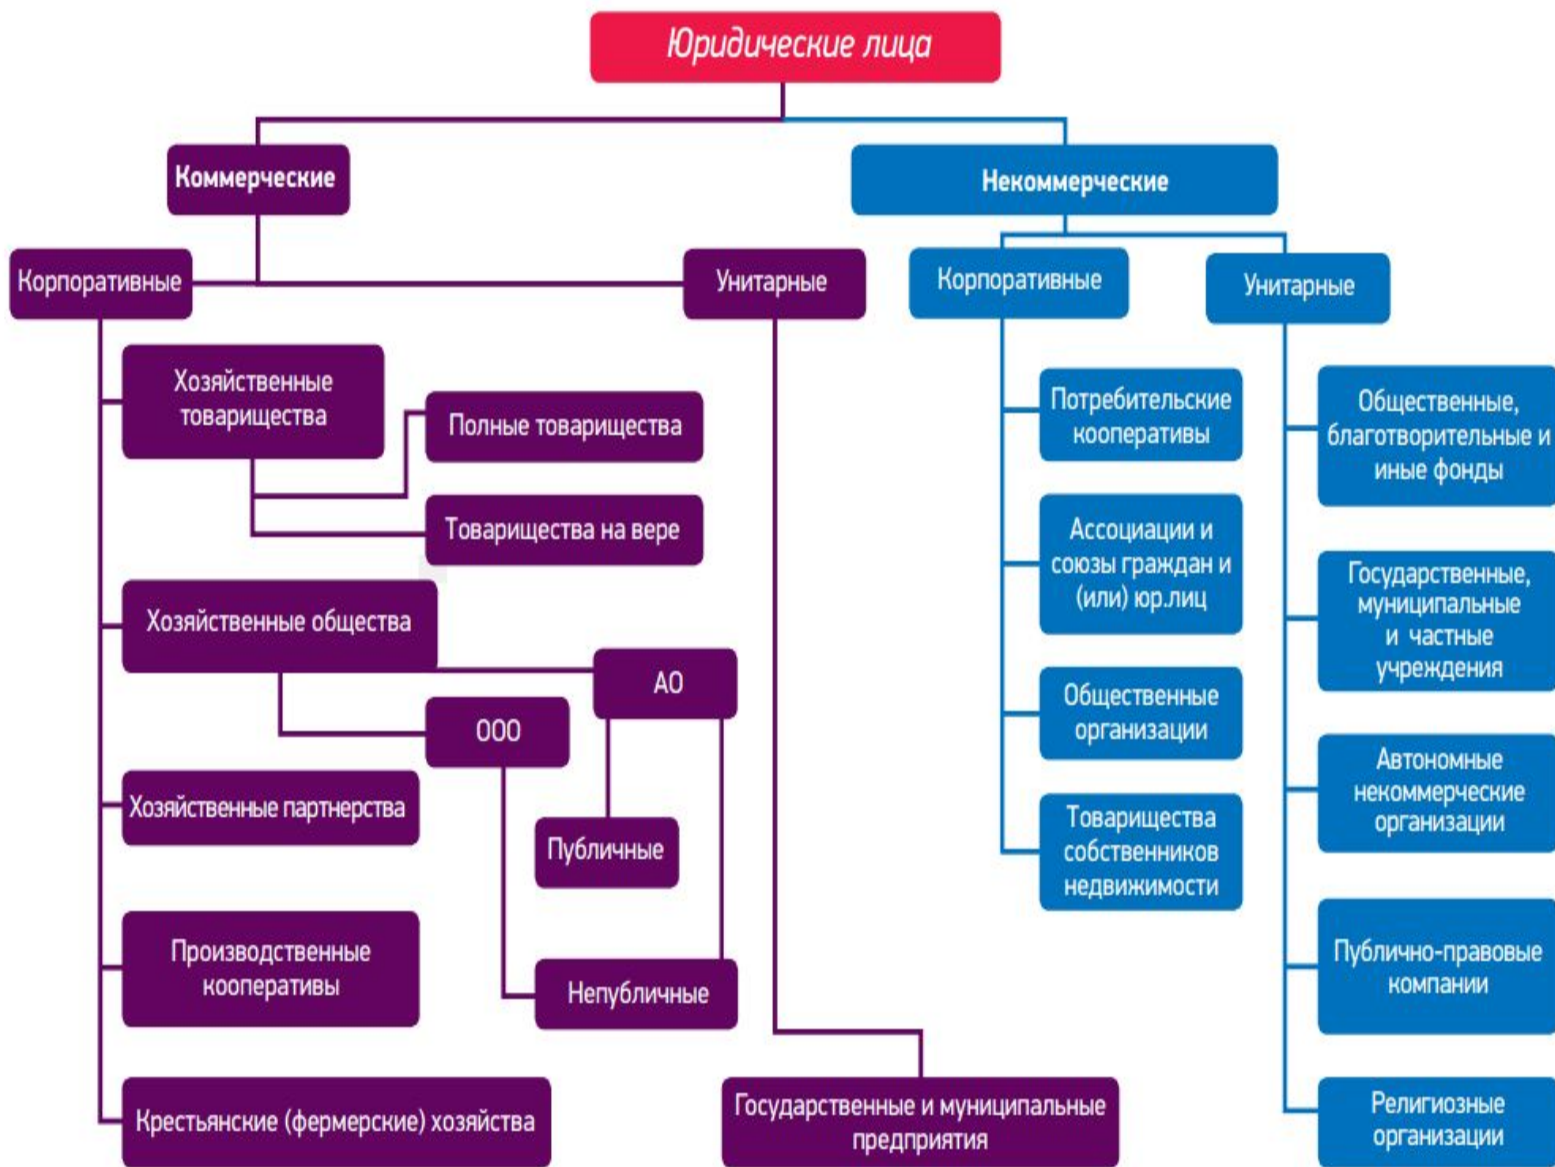 Юридические лица
Коммерческие
Некоммерческие
Корпоративные
Унитарные
Корпоративные
Унитарные
Хозяйственные
товарищества
Полные товарищества
Товарищества на вере
Хозяйственные общества
АО
ООО
Хозяйственные партнерства
Публичные
Производственные
кооперативы
Непубличные
Крестьянские (фермерские) хозяйства
Государственные и муниципальные
предприятия
Потребительские
кооперативы
Ассоциации и
союзы граждан и
(или) юр.лиц
Общественные
организации
Товарищества
собственников
недвижимости
Общественные,
благотворительные и
иные фонды
Государственные,
муниципальные
и частные
учреждения
Автономные
некоммерческие
организации
Публично-правовые
компании
Религиозные
организации